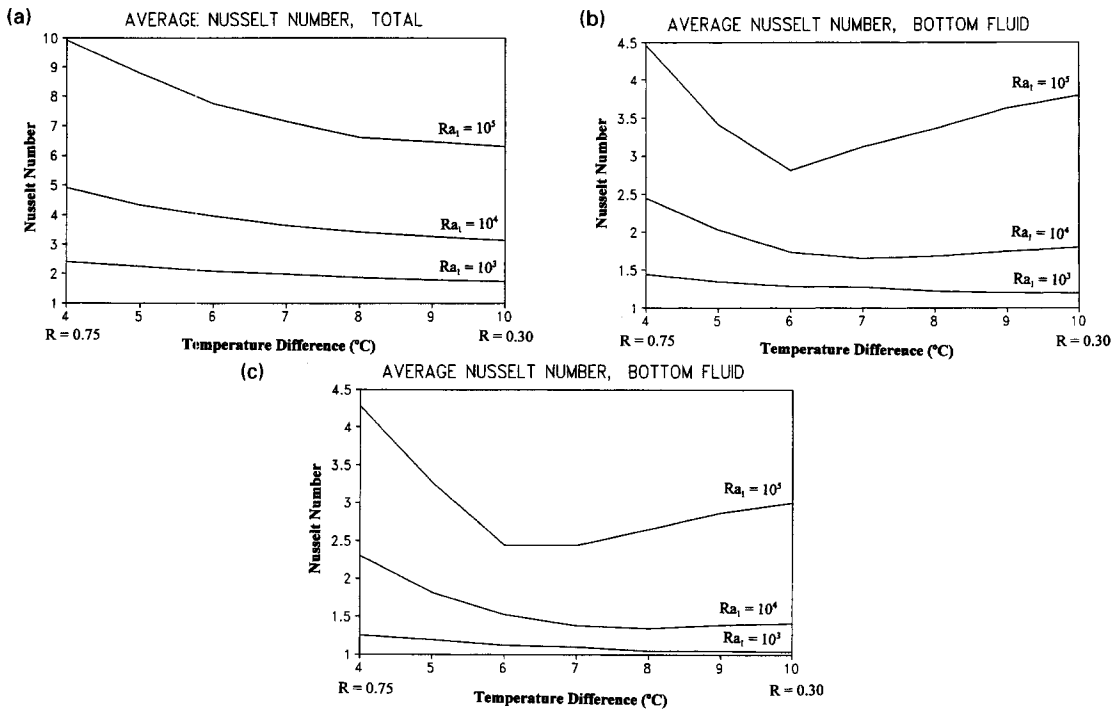 (a)
AVERAGE NUSSELT NUMBER, TOTAL
10
9
8
7
6
5
4
3
2
1
Nusselt Number
Ra₁ = 10⁵
Ra₁ = 10⁴
Ra₁ = 10³
4 5 6 7 8 9 10
R = 0.75
R = 0.30
Temperature Difference (°C)
(b)
AVERAGE NUSSELT NUMBER, BOTTOM FLUID
4.5
4
3.5
3
2.5
2
1.5
1
Nusselt Number
Ra₁ = 10⁵
Ra₁ = 10⁴
Ra₁ = 10³
4 5 6 7 8 9 10
R = 0.75
R = 0.30
Temperature Difference (°C)
(c)
AVERAGE NUSSELT NUMBER, BOTTOM FLUID
4.5
4
3.5
3
2.5
2
1.5
1
Nusselt Number
Ra₁ = 10⁵
Ra₁ = 10⁴
Ra₁ = 10³
4 5 6 7 8 9 10
R = 0.75
R = 0.30
Temperature Difference (°C)